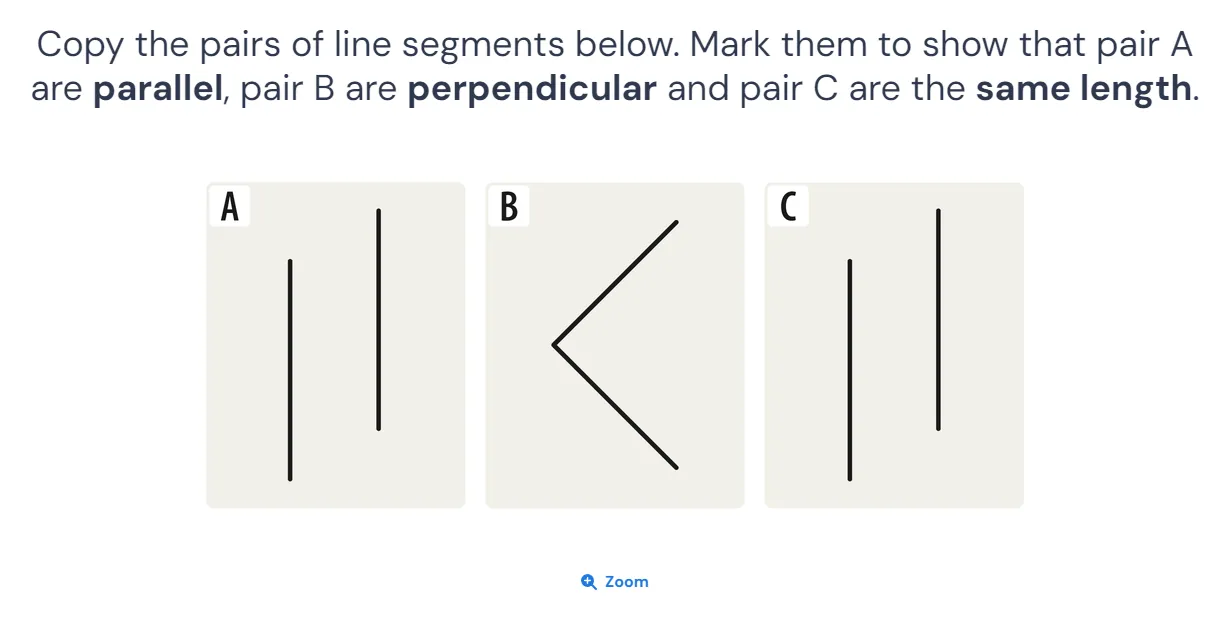 Copy the pairs of line segments below. Mark them to show that pair A
are parallel, pair B are perpendicular and pair C are the same length.
A
B
C
Zoom